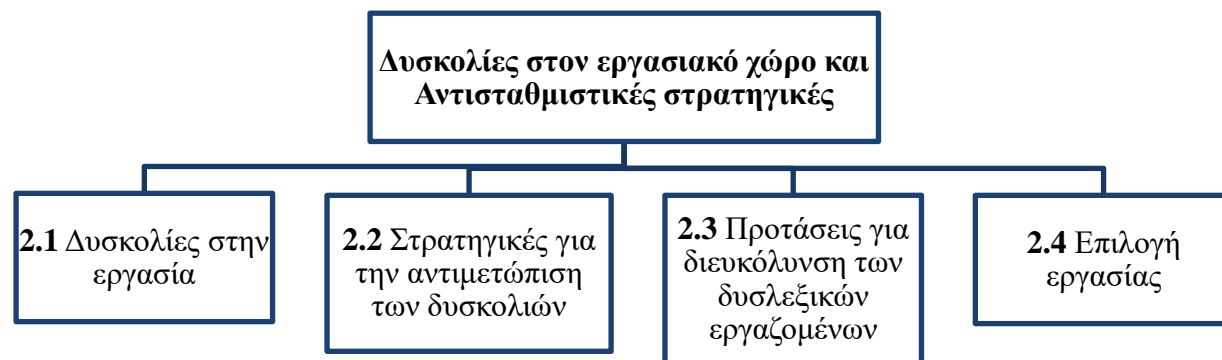 Δυσκολίες στον εργασιακό χώρο και
Αντισταθμιστικές στρατηγικές
2.1 Δυσκολίες στην
εργασία
2.2 Στρατηγικές για
την αντιμετώπιση
των δυσκολιών
2.3 Προτάσεις για
διευκόλυνση των
δυσλεξικών
εργαζομένων
2.4 Επιλογή
εργασίας